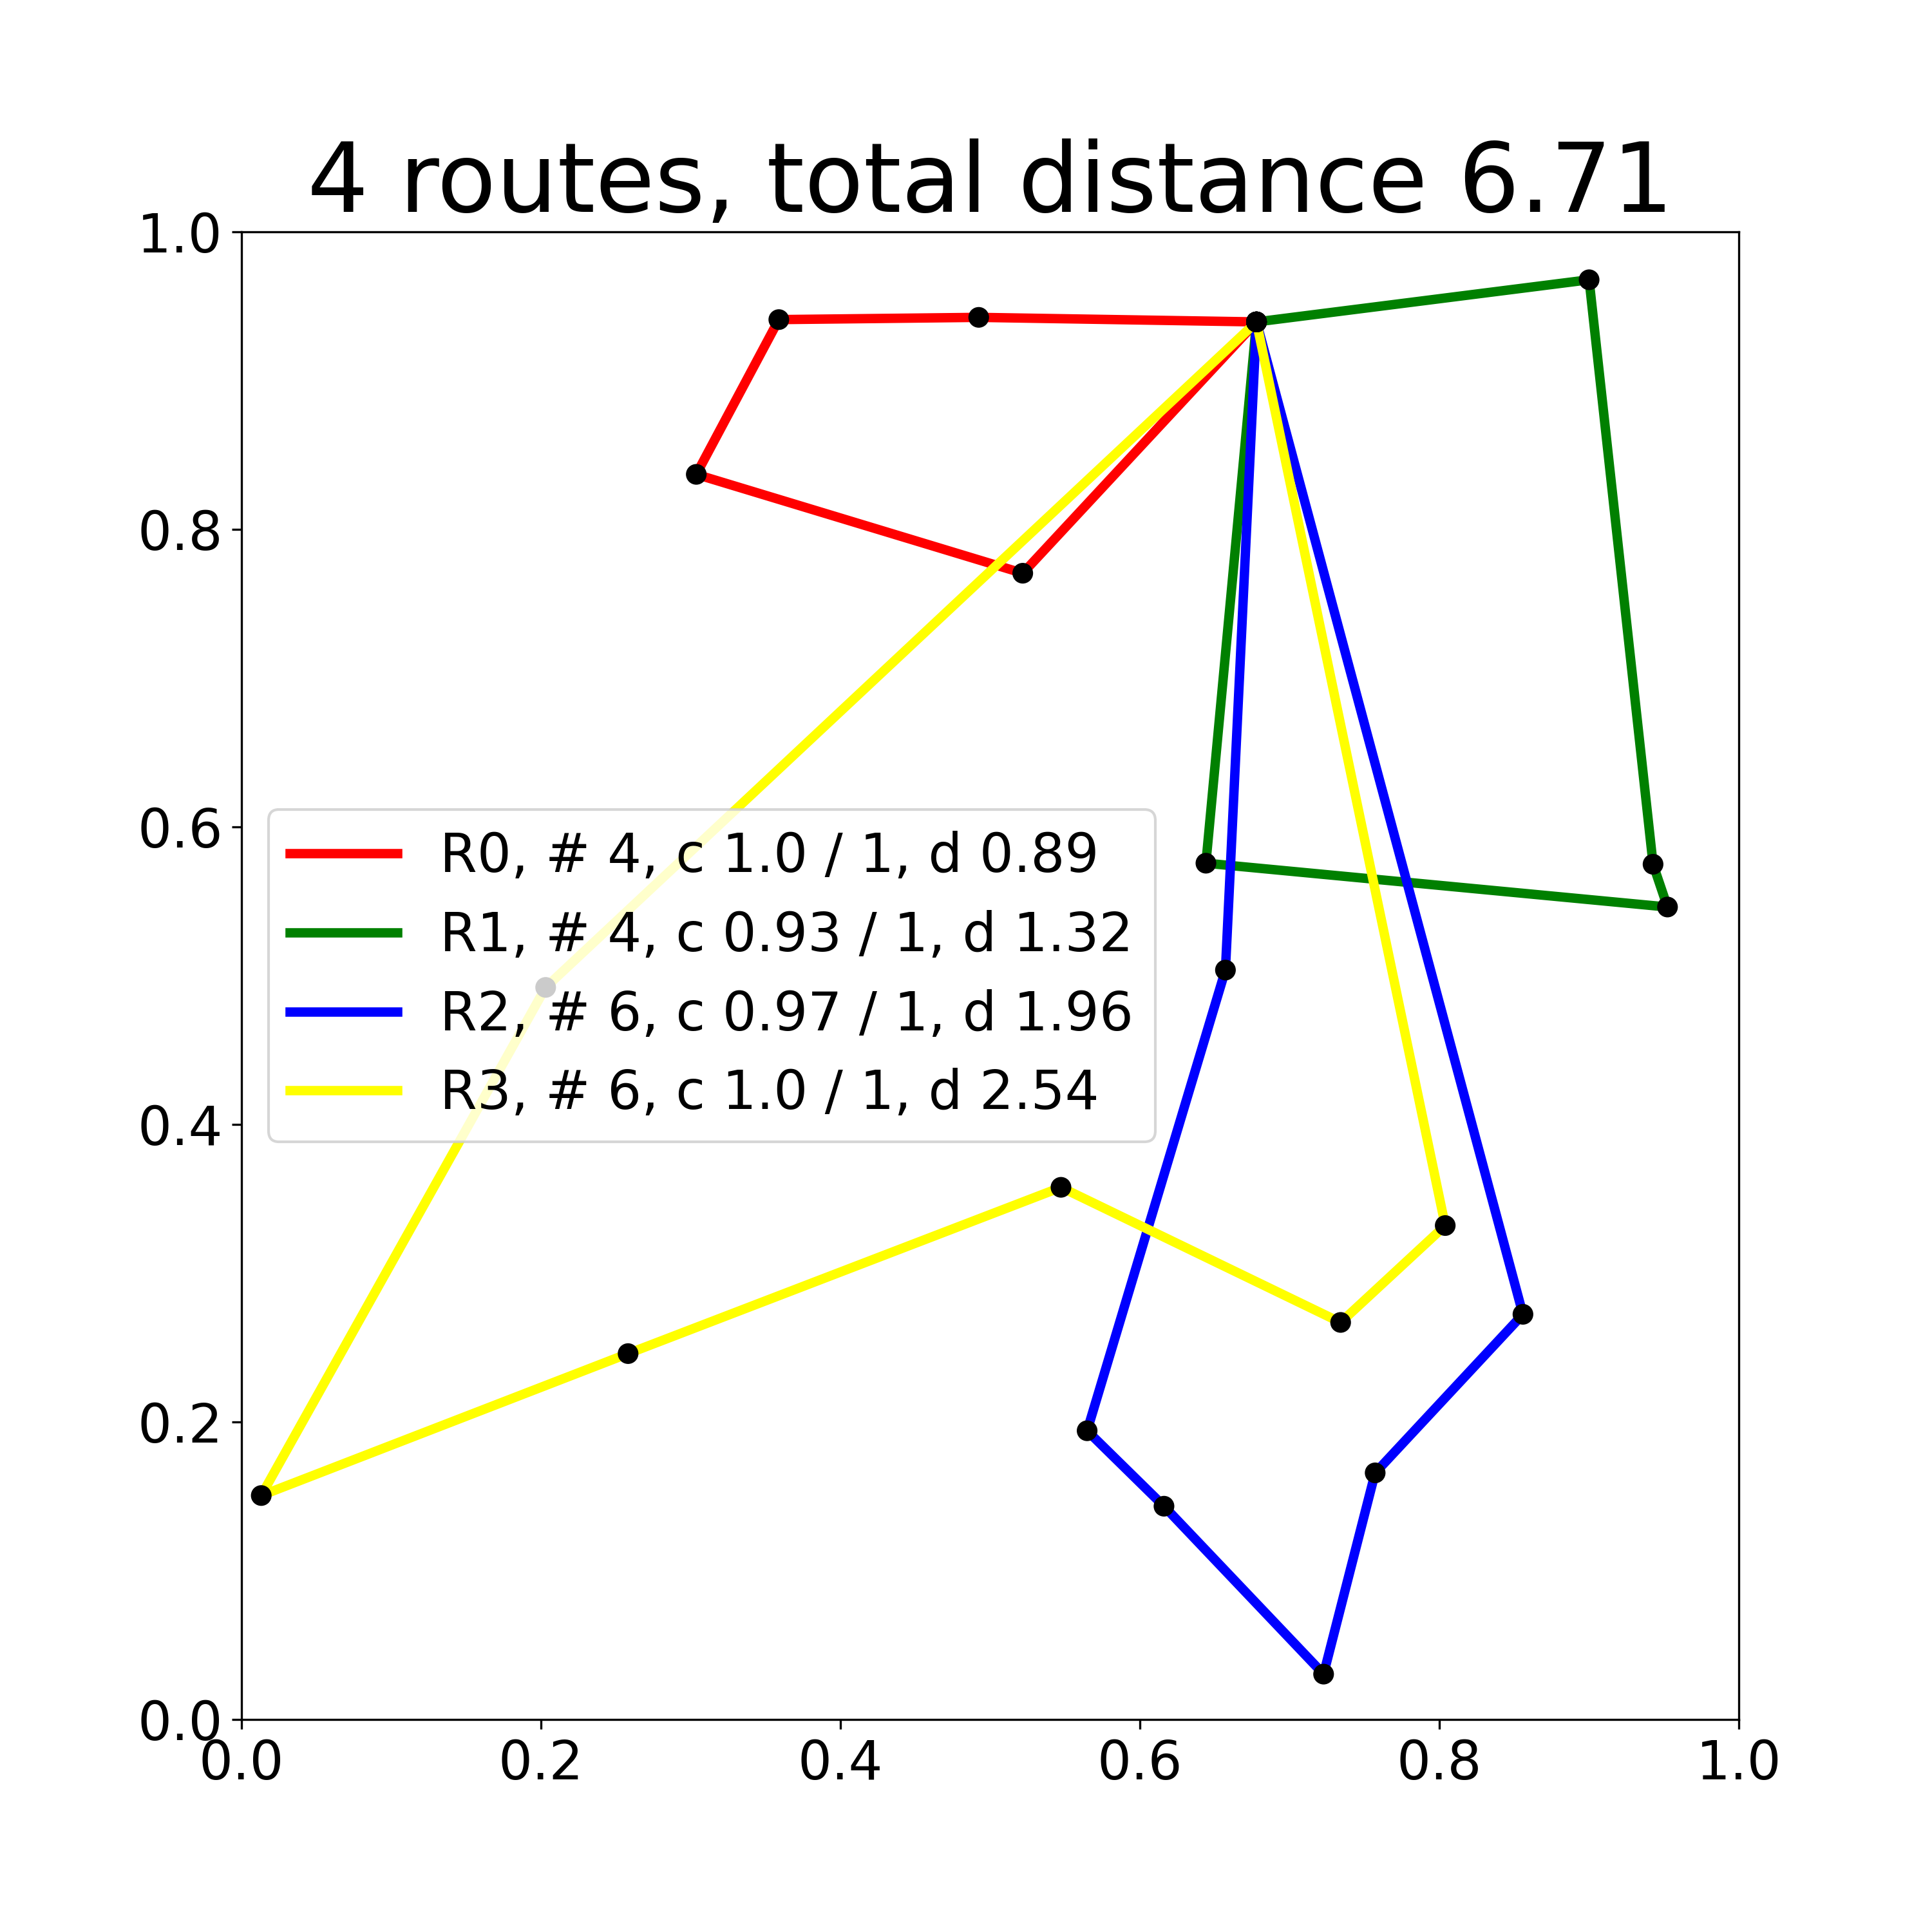 4 routes, total distance 6.71
1.0
0.8
0.6
0.4
0.2
0.0
R0, # 4, c 1.0 / 1, d 0.89
R1, # 4, c 0.93 / 1, d 1.32
R2, # 6, c 0.97 / 1, d 1.96
R3, # 6, c 1.0 / 1, d 2.54
0.0 0.2 0.4 0.6 0.8 1.0